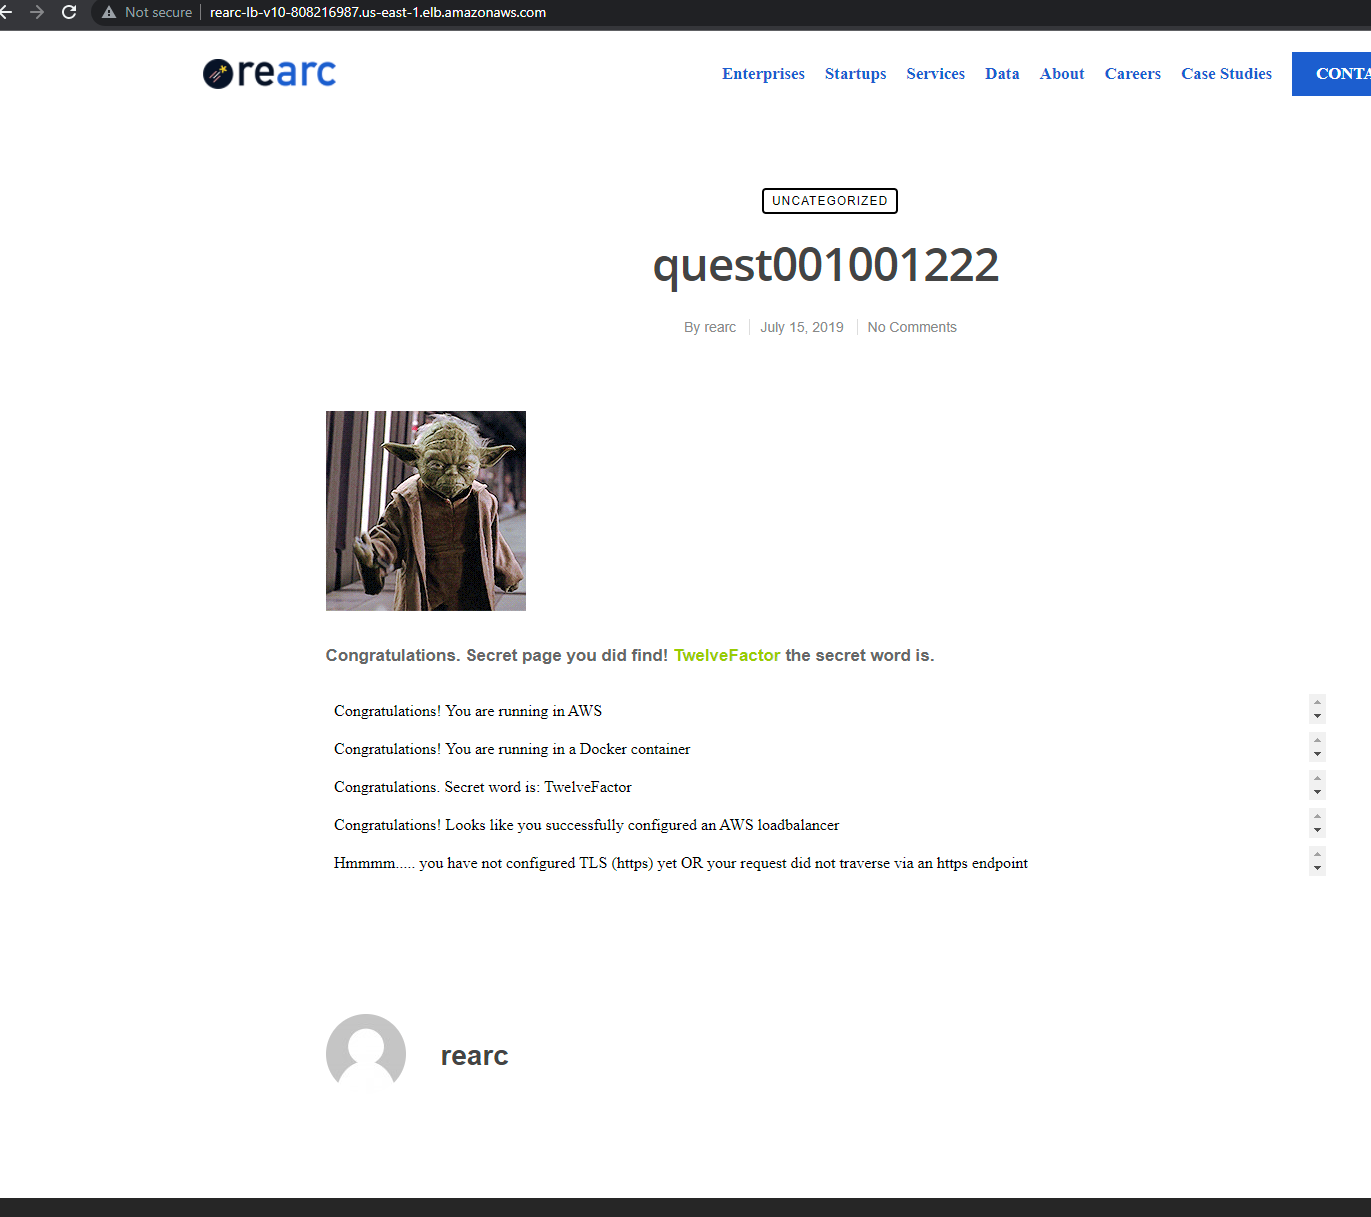 Not secure | rearc-lb-v10-808216987.us-east-1.elb.amazonaws.com
rearc
Enterprises Startups Services Data About Careers Case Studies CONTA
UNCATEGORIZED
quest001001222
By rearc | July 15, 2019 | No Comments
Congratulations. Secret page you did find! TwelveFactor the secret word is.
Congratulations! You are running in AWS
Congratulations! You are running in a Docker container
Congratulations. Secret word is: TwelveFactor
Congratulations! Looks like you successfully configured an AWS loadbalancer
Hmmmm..... you have not configured TLS (https) yet OR your request did not traverse via an https endpoint
rearc